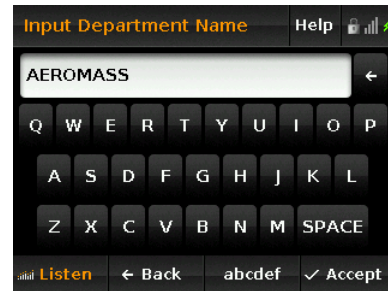 Input Department Name Help
AEROMASS ←
Q W E R T Y U I O P
A S D F G H J K L
Z X C V B N M SPACE
Listen ← Back abcdef ✓ Accept